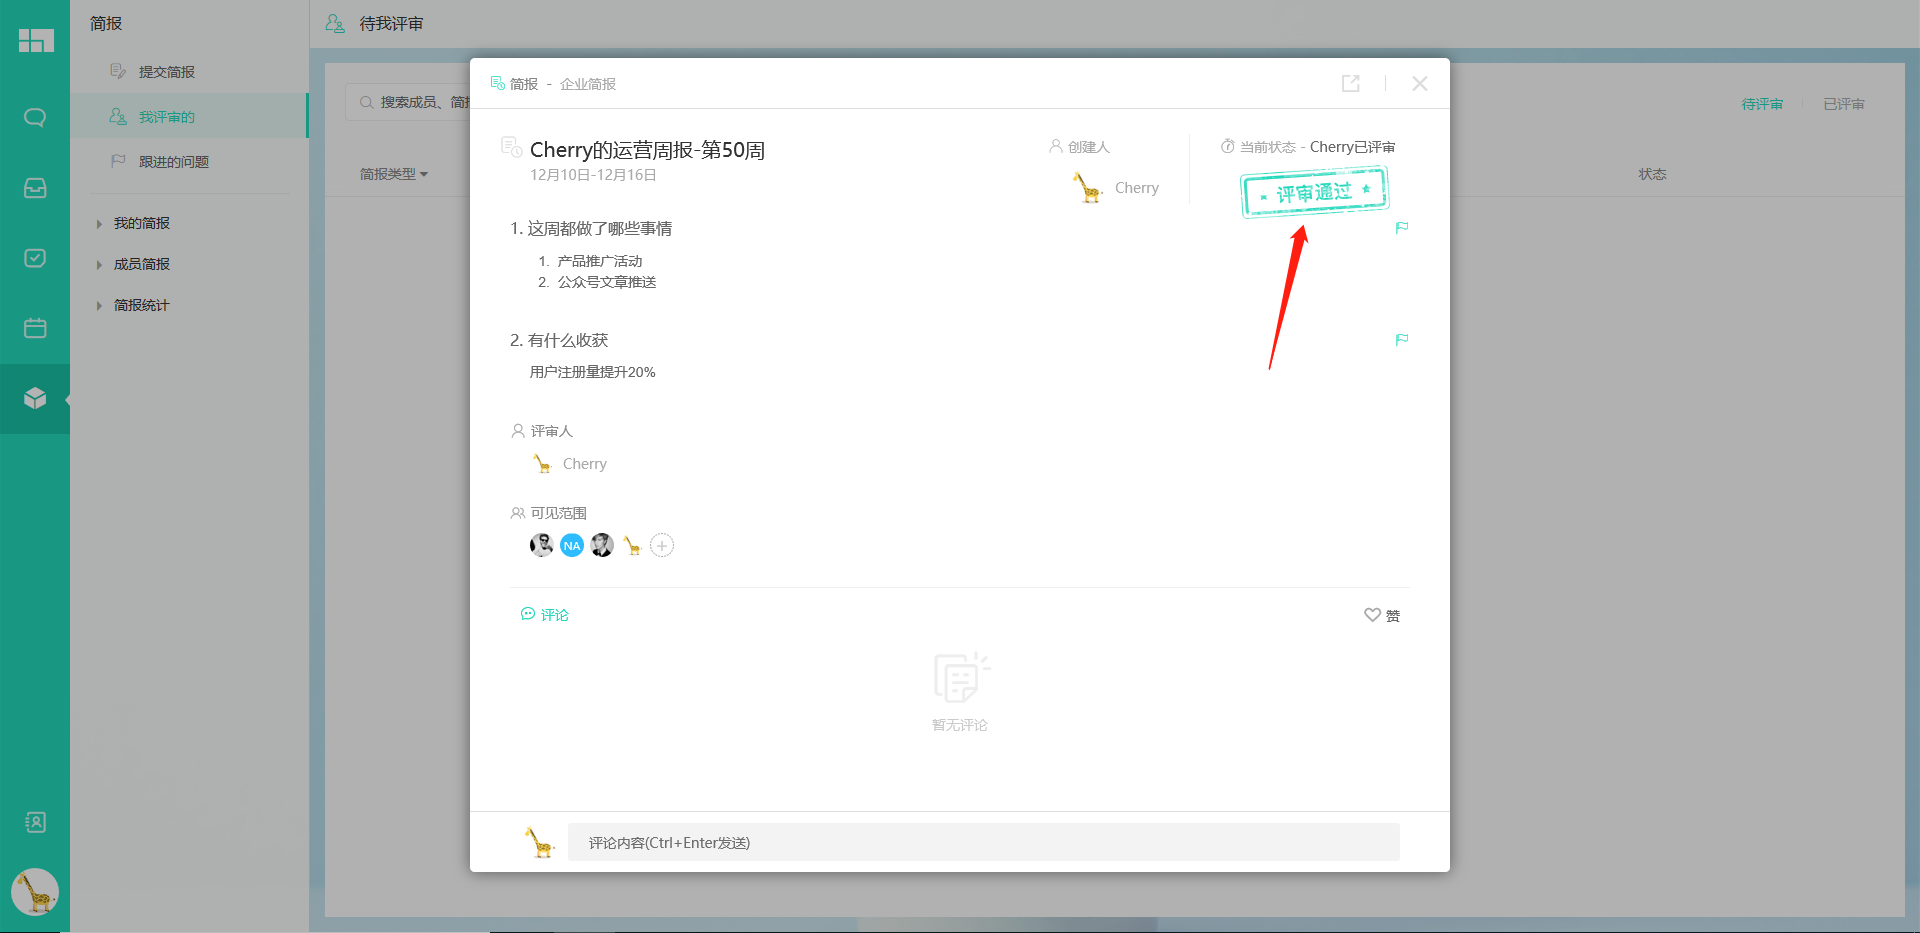 简报
提交简报
我评审的
跟进的问题
我的简报
成员简报
简报统计
待我评审
搜索成员、简报
待评审
已评审
简报类型
状态
简报 - 企业简报
Cherry的运营周报-第50周
12月10日-12月16日
创建人
Cherry
当前状态 - Cherry已评审
评审通过
1. 这周都做了哪些事情
1. 产品推广活动
2. 公众号文章推送
2. 有什么收获
用户注册量提升20%
评审人
Cherry
可见范围
NA
评论
赞
暂无评论
评论内容(Ctrl+Enter发送)